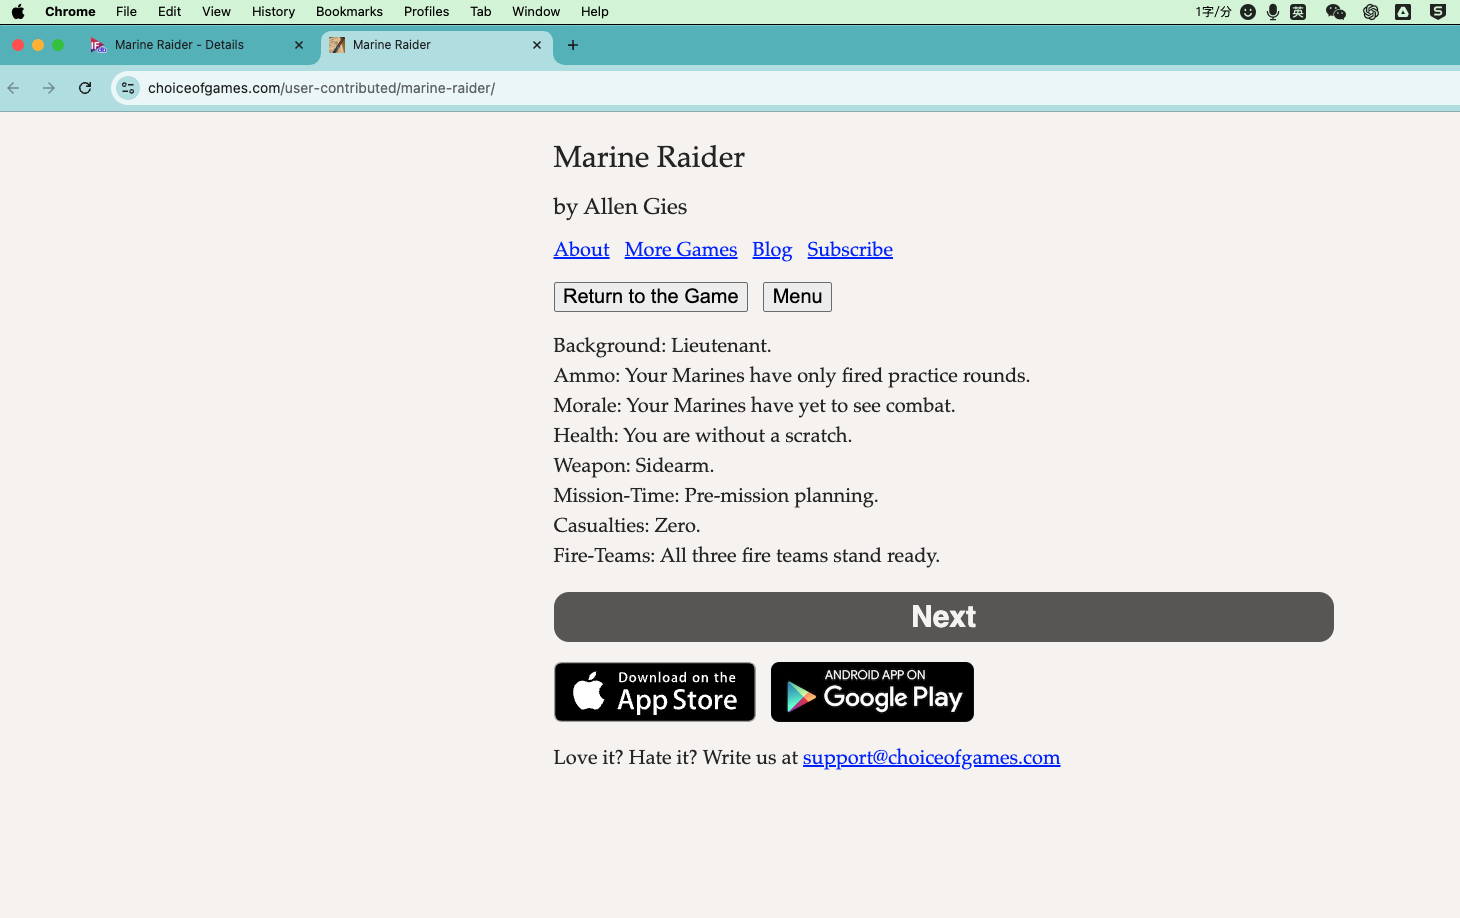 Chrome File Edit View History Bookmarks Profiles Tab Window Help 1字/分 英
Marine Raider - Details Marine Raider
choiceofgames.com/user-contributed/marine-raider/
Marine Raider
by Allen Gies
About More Games Blog Subscribe
Return to the Game Menu
Background: Lieutenant.
Ammo: Your Marines have only fired practice rounds.
Morale: Your Marines have yet to see combat.
Health: You are without a scratch.
Weapon: Sidearm.
Mission-Time: Pre-mission planning.
Casualties: Zero.
Fire-Teams: All three fire teams stand ready.
Next
Download on the
App Store
ANDROID APP ON
Google Play
Love it? Hate it? Write us at support@choiceofgames.com